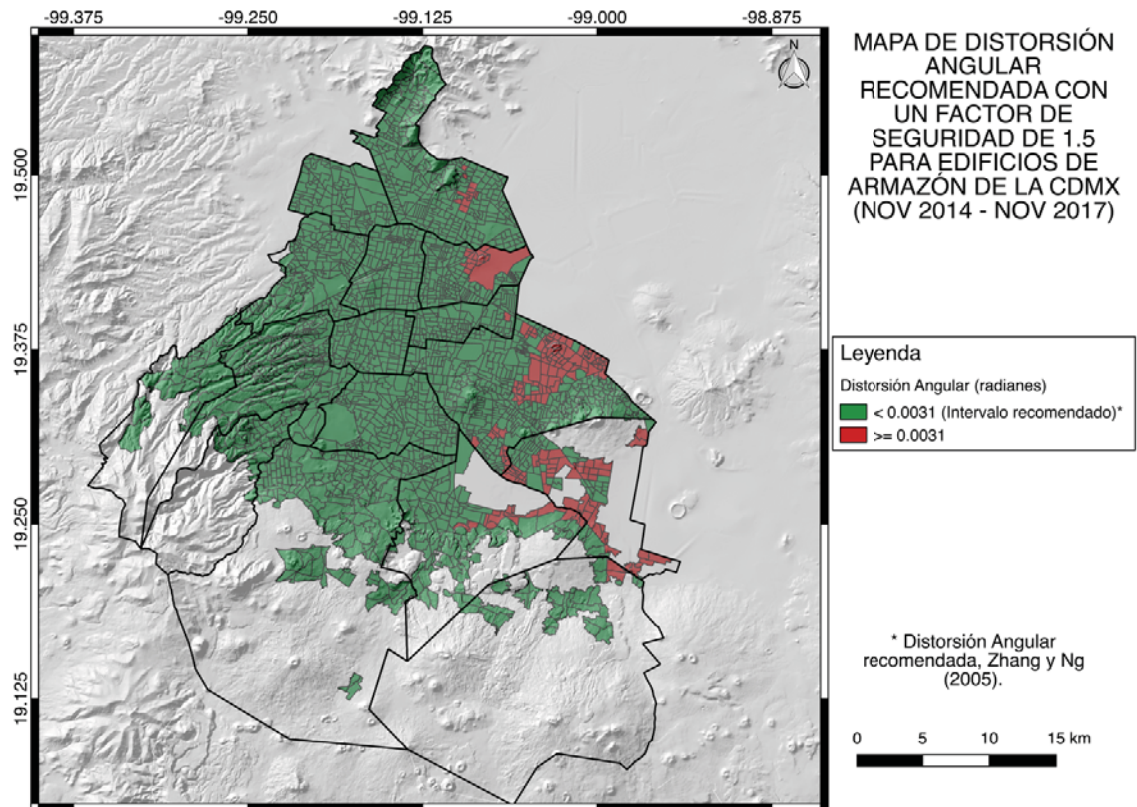 -99.375
-99.250
-99.125
-99.000
-98.875
19.500
19.375
19.250
19.125
N
MAPA DE DISTORSIÓN
ANGULAR
RECOMENDADA CON
UN FACTOR DE
SEGURIDAD DE 1.5
PARA EDIFICIOS DE
ARMAZÓN DE LA CDMX
(NOV 2014 - NOV 2017)
Leyenda
Distorsión Angular (radianes)
< 0.0031 (Intervalo recomendado)*
>= 0.0031
* Distorsión Angular
recomendada, Zhang y Ng
(2005).
0 5 10 15 km